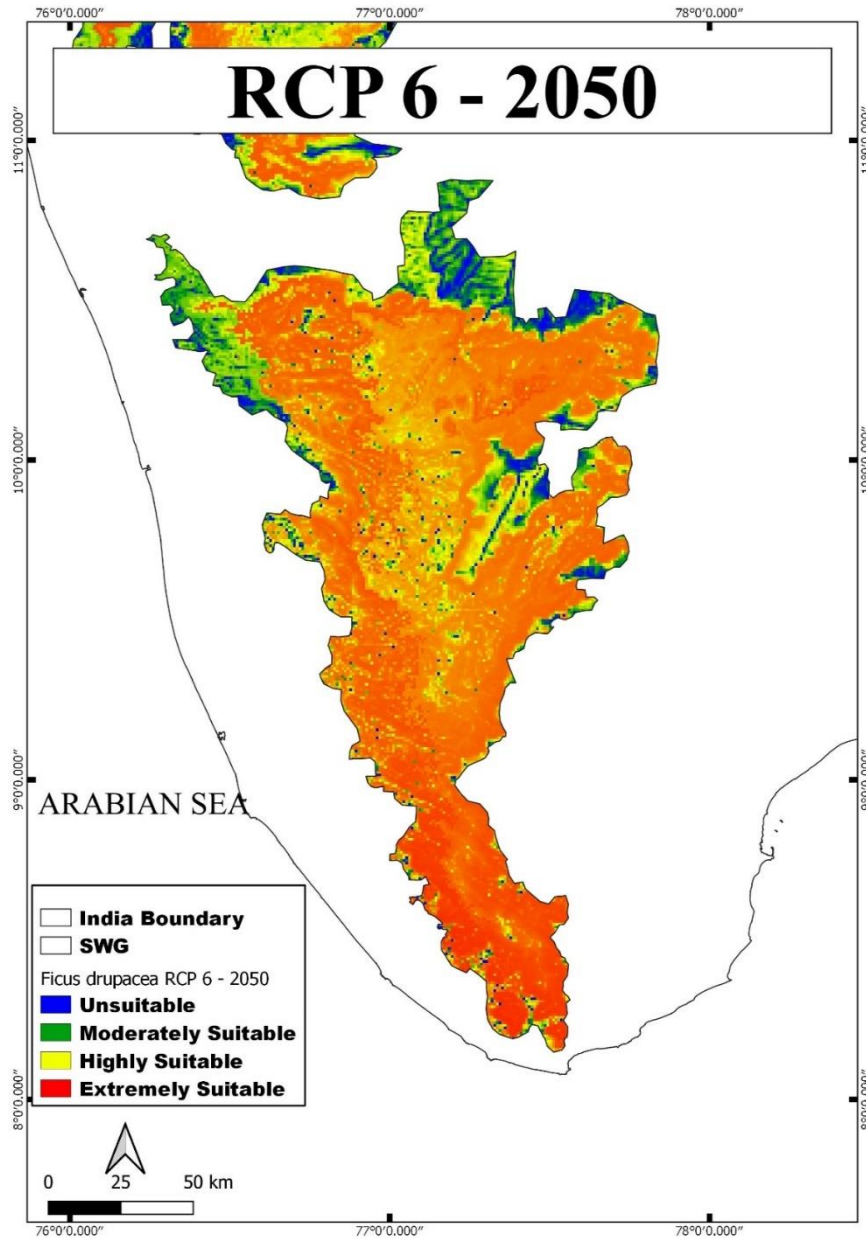 76°0'0.000"
77°0'0.000"
78°0'0.000"
RCP 6 - 2050
11°0'0.000"
11°0'0.000"
10°0'0.000"
10°0'0.000"
9°0'0.000"
9°0'0.000"
ARABIAN SEA
India Boundary
SWG
Ficus drupacea RCP 6 - 2050
Unsuitable
Moderately Suitable
Highly Suitable
Extremely Suitable
8°0'0.000"
8°0'0.000"
0 25 50 km
76°0'0.000"
77°0'0.000"
78°0'0.000"